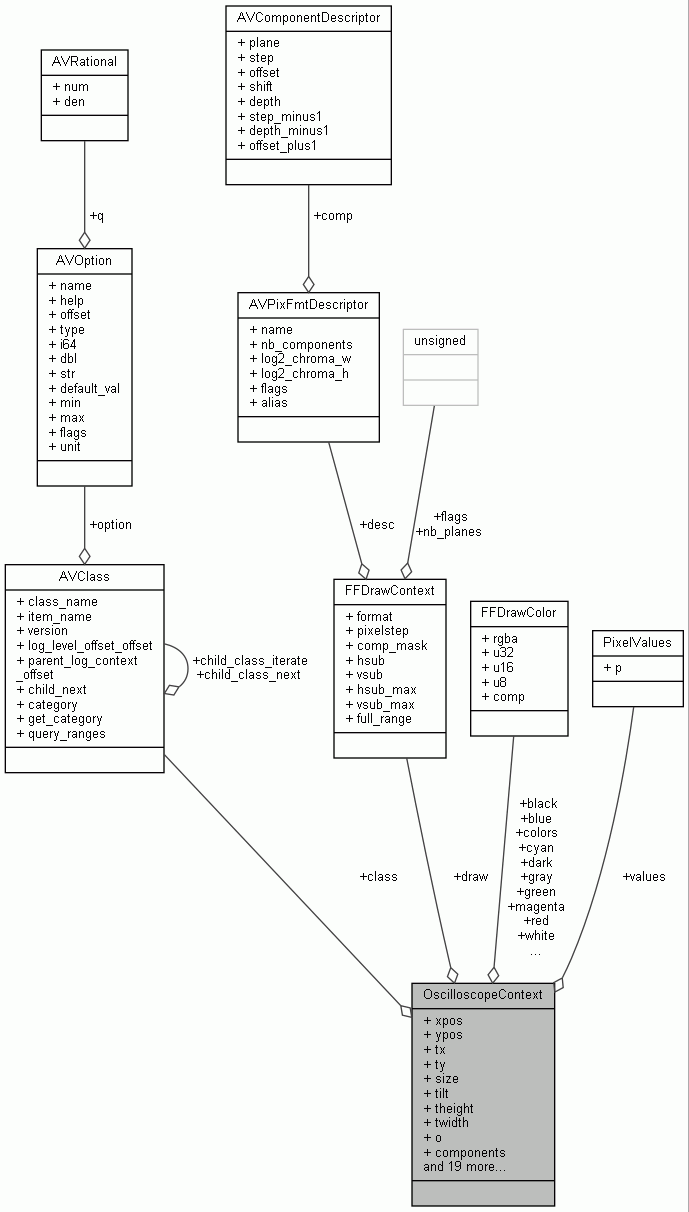 AVComponentDescriptor
+ plane
+ step
+ offset
+ shift
+ depth
+ step_minus1
+ depth_minus1
+ offset_plus1
AVRational
+ num
+ den
+q
+comp
AVOption
+ name
+ help
+ offset
+ type
+ i64
+ dbl
+ str
+ default_val
+ min
+ max
+ flags
+ unit
AVPixFmtDescriptor
+ name
+ nb_components
+ log2_chroma_w
+ log2_chroma_h
+ flags
+ alias
unsigned
+option
+desc
+flags
+nb_planes
AVClass
+ class_name
+ item_name
+ version
+ log_level_offset_offset
+ parent_log_context
_offset
+ child_next
+ category
+ get_category
+ query_ranges
+child_class_iterate
+child_class_next
FFDrawContext
+ format
+ pixelstep
+ comp_mask
+ hsub
+ vsub
+ hsub_max
+ vsub_max
+ full_range
FFDrawColor
+ rgba
+ u32
+ u16
+ u8
+ comp
PixelValues
+ p
+class
+draw
+black
+blue
+colors
+cyan
+dark
+gray
+green
+magenta
+red
+white
...
+values
OscilloscopeContext
+ xpos
+ ypos
+ tx
+ ty
+ size
+ tilt
+ theight
+ twidth
+ o
+ components
and 19 more...